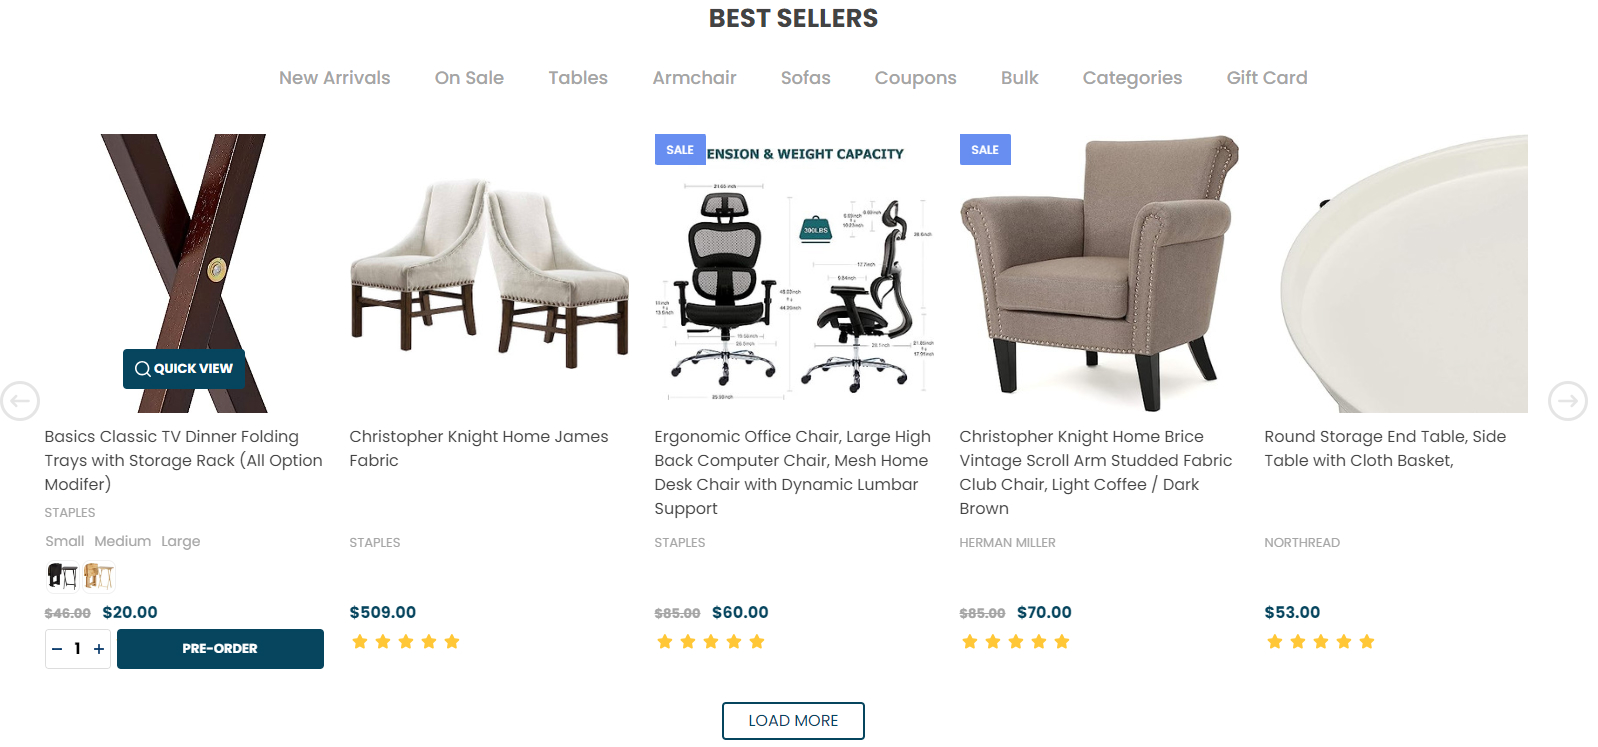 BEST SELLERS
New Arrivals On Sale Tables Armchair Sofas Coupons Bulk Categories Gift Card
QUICK VIEW
Basics Classic TV Dinner Folding
Trays with Storage Rack (All Option
Modifer)
STAPLES
Small Medium Large
$46.00 $20.00
1
PRE-ORDER
Christopher Knight Home James
Fabric
STAPLES
$509.00
SALE
ENSION & WEIGHT CAPACITY
300LBS
Ergonomic Office Chair, Large High
Back Computer Chair, Mesh Home
Desk Chair with Dynamic Lumbar
Support
STAPLES
$85.00 $60.00
SALE
Christopher Knight Home Brice
Vintage Scroll Arm Studded Fabric
Club Chair, Light Coffee / Dark
Brown
HERMAN MILLER
$85.00 $70.00
Round Storage End Table, Side
Table with Cloth Basket,
NORTHREAD
$53.00
LOAD MORE